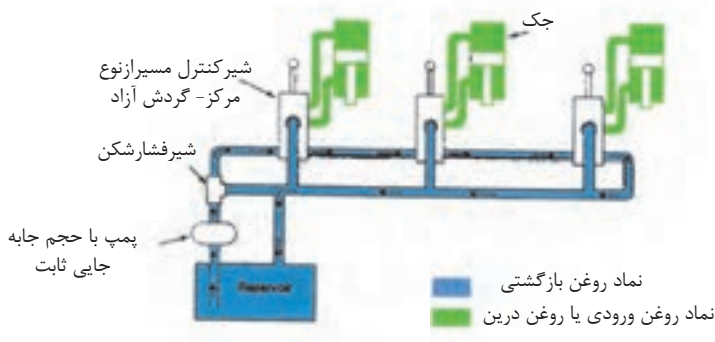 جک
شیرکنترل مسیرازنوع
مرکز- گردش آزاد
شیرفشارشکن
پمپ با حجم جابه
جایی ثابت
Reservoir
نماد روغن بازگشتی
نماد روغن ورودی یا روغن درین